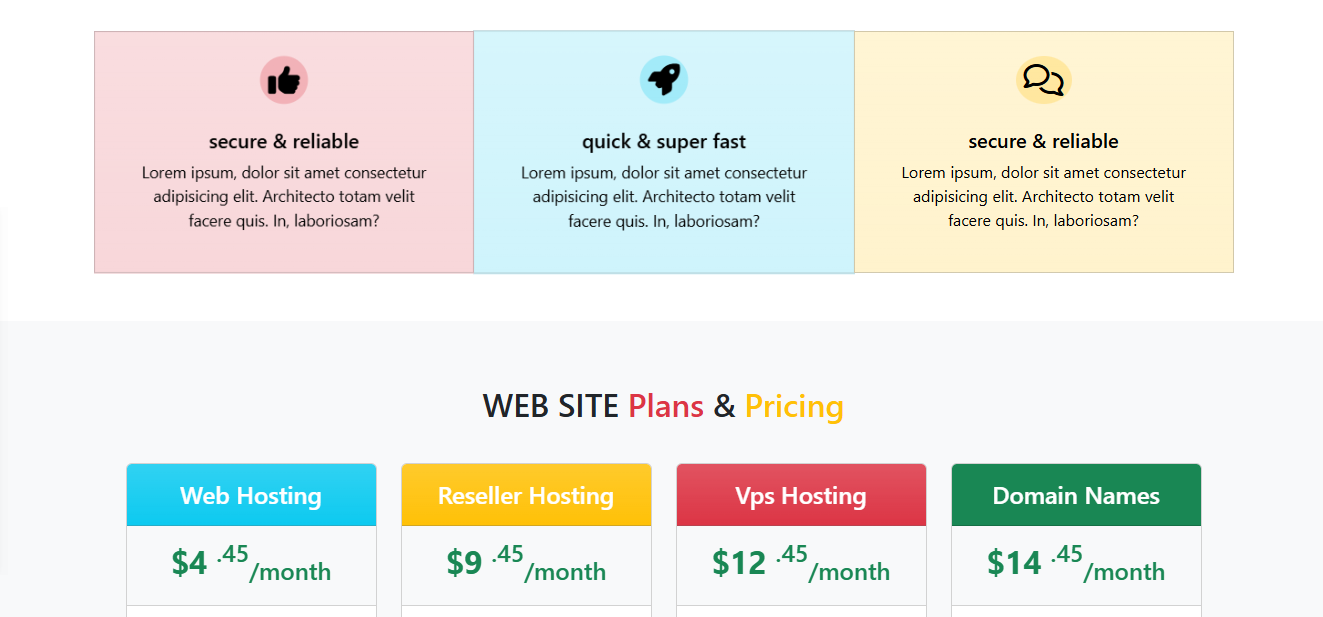 secure & reliable
Lorem ipsum, dolor sit amet consectetur
adipisicing elit. Architecto totam velit
facere quis. In, laboriosam?
quick & super fast
Lorem ipsum, dolor sit amet consectetur
adipisicing elit. Architecto totam velit
facere quis. In, laboriosam?
secure & reliable
Lorem ipsum, dolor sit amet consectetur
adipisicing elit. Architecto totam velit
facere quis. In, laboriosam?
WEB SITE Plans & Pricing
Web Hosting
$4 .45/month
Reseller Hosting
$9 .45/month
Vps Hosting
$12 .45/month
Domain Names
$14 .45/month